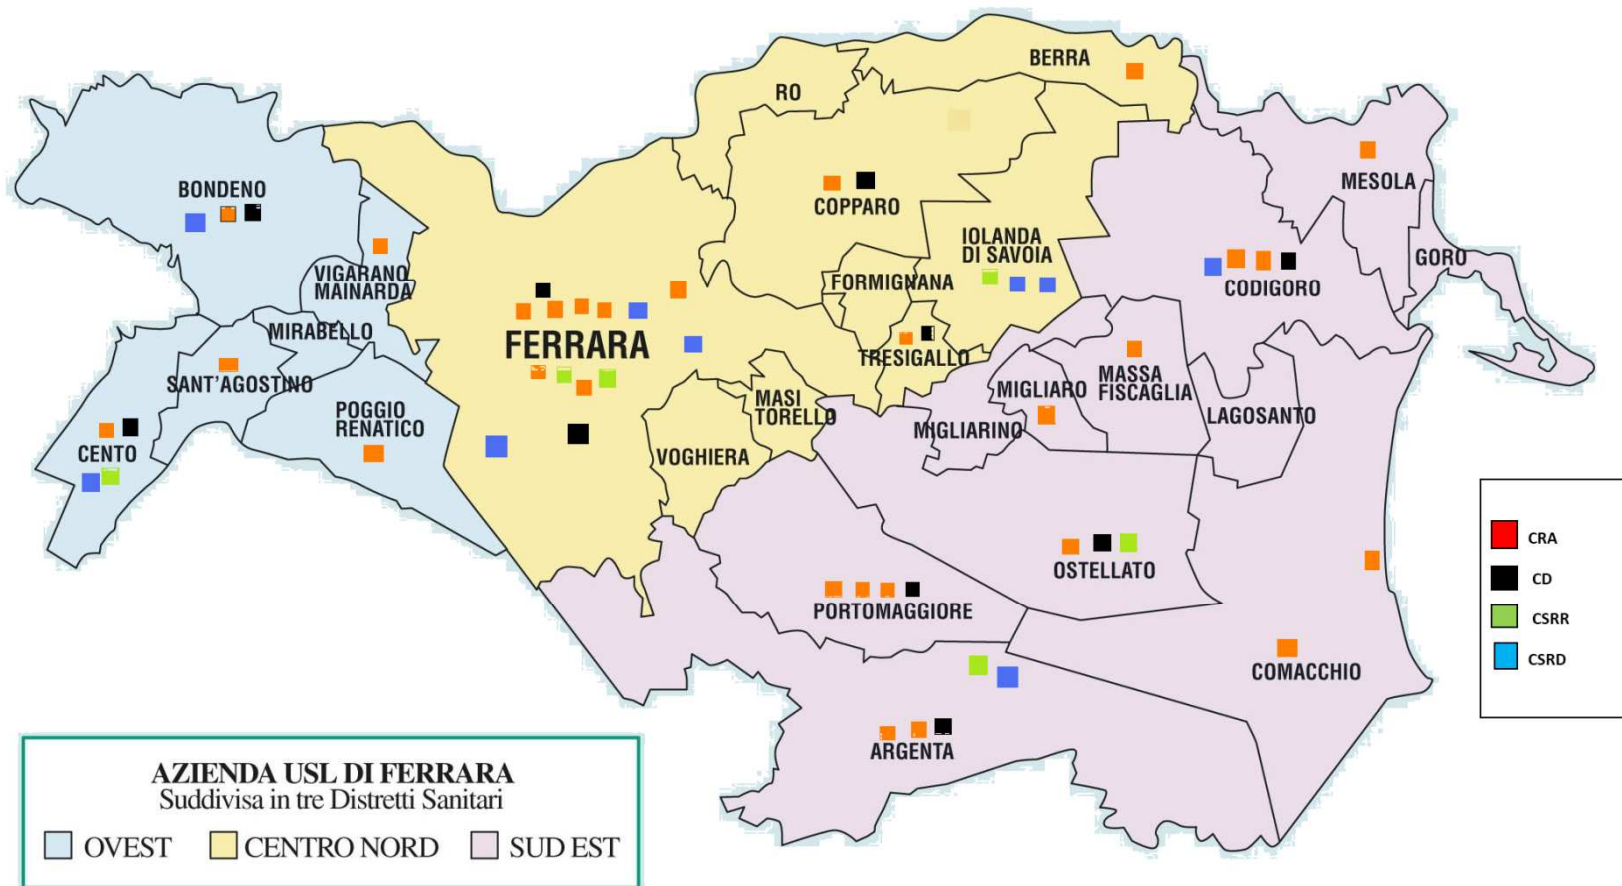 BERRA
RO
MESOLA
BONDENO
COPPARO
IOLANDA
DI SAVOIA
GORO
VIGARANO
MAINARDA
FORMIGNANA
CODIGORO
MIRABELLO
FERRARA
TRESIGALLO
SANT'AGOSTINO
MASSA
FISCAGLIA
MIGLIARO
MASI
TORELLO
LAGOSANTO
POGGIO
RENATICO
MIGLIARINO
CENTO
VOGHIERA
OSTELLATO
PORTOMAGGIORE
COMACCHIO
ARGENTA
CRA
CD
CSRR
CSRD
AZIENDA USL DI FERRARA
Suddivisa in tre Distretti Sanitari
OVEST
CENTRO NORD
SUD EST